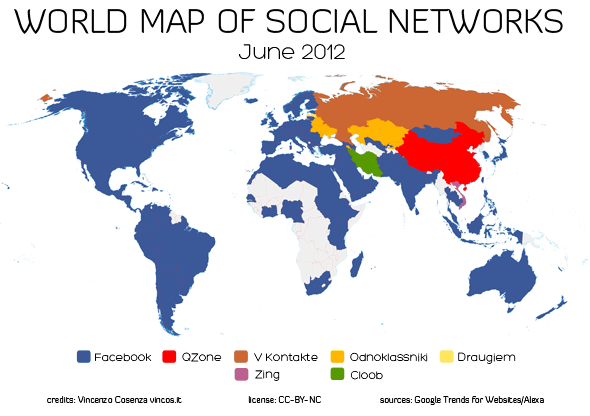 WORLD MAP OF SOCIAL NETWORKS
June 2012
Facebook QZone V Kontakte Odnoklassniki Draugiem
Zing Cloob
credits: Vincenzo Cosenza vincos.it license: CC-BY-NC sources: Google Trends for Websites/Alexa